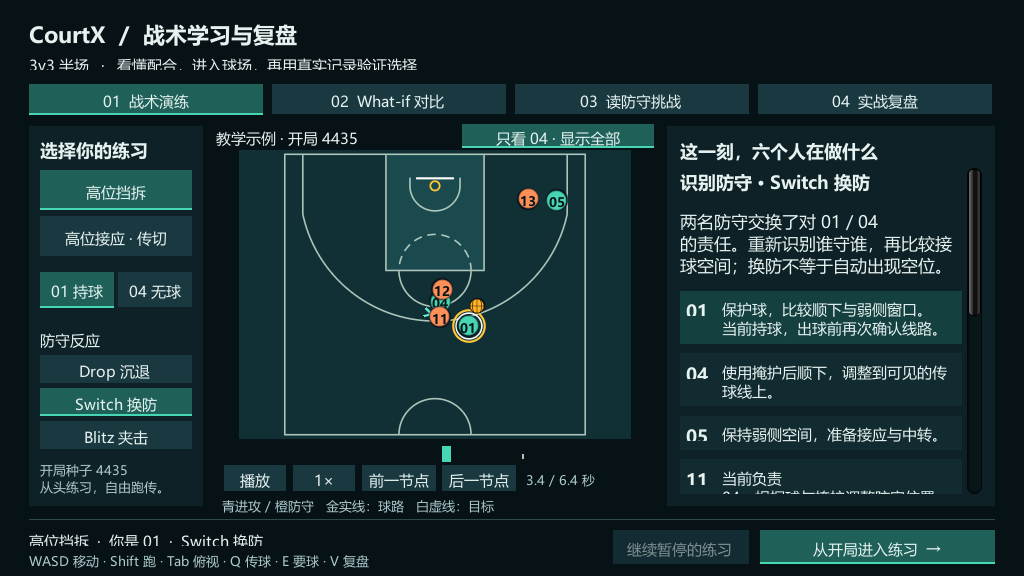 CourtX / 战术学习与复盘
3v3 半场 · 看懂配合，进入球场，再用真实记录验证选择
01 战术演练
02 What-if 对比
03 读防守挑战
04 实战复盘
选择你的练习
高位挡拆
高位接应 · 传切
01 持球
04 无球
防守反应
Drop 沉退
Switch 换防
Blitz 夹击
开局种子 4435
从头练习，自由跑传。
教学示例 · 开局 4435
只看 04 · 显示全部
13
05
12
04
11
01
播放
1×
前一节点
后一节点
3.4 / 6.4 秒
青进攻 / 橙防守 金实线：球路 白虚线：目标
这一刻，六个人在做什么
识别防守 · Switch 换防
两名防守交换了对 01 / 04
的责任。重新识别谁守谁，再比较接
球空间；换防不等于自动出现空位。
01 保护球，比较顺下与弱侧窗口。
当前持球，出球前再次确认线路。
04 使用掩护后顺下，调整到可见的传
球线上。
05 保持弱侧空间，准备接应与中转。
11 当前负责
高位挡拆 · 你是 01 · Switch 换防
WASD 移动 · Shift 跑 · Tab 俯视 · Q 传球 · E 要球 · V 复盘
继续暂停的练习
从开局进入练习 →